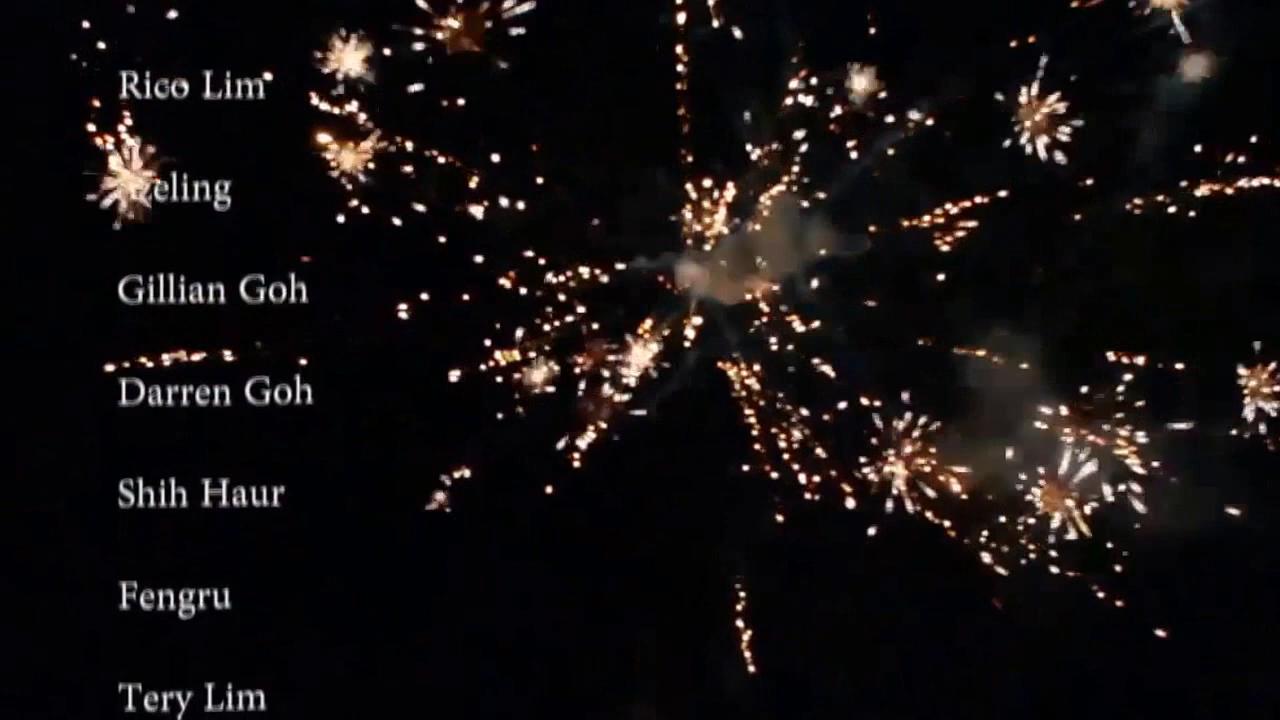 Rico Lim
Gillian Goh
Darren Goh
Shih Haur
Fengru
Tery Lim